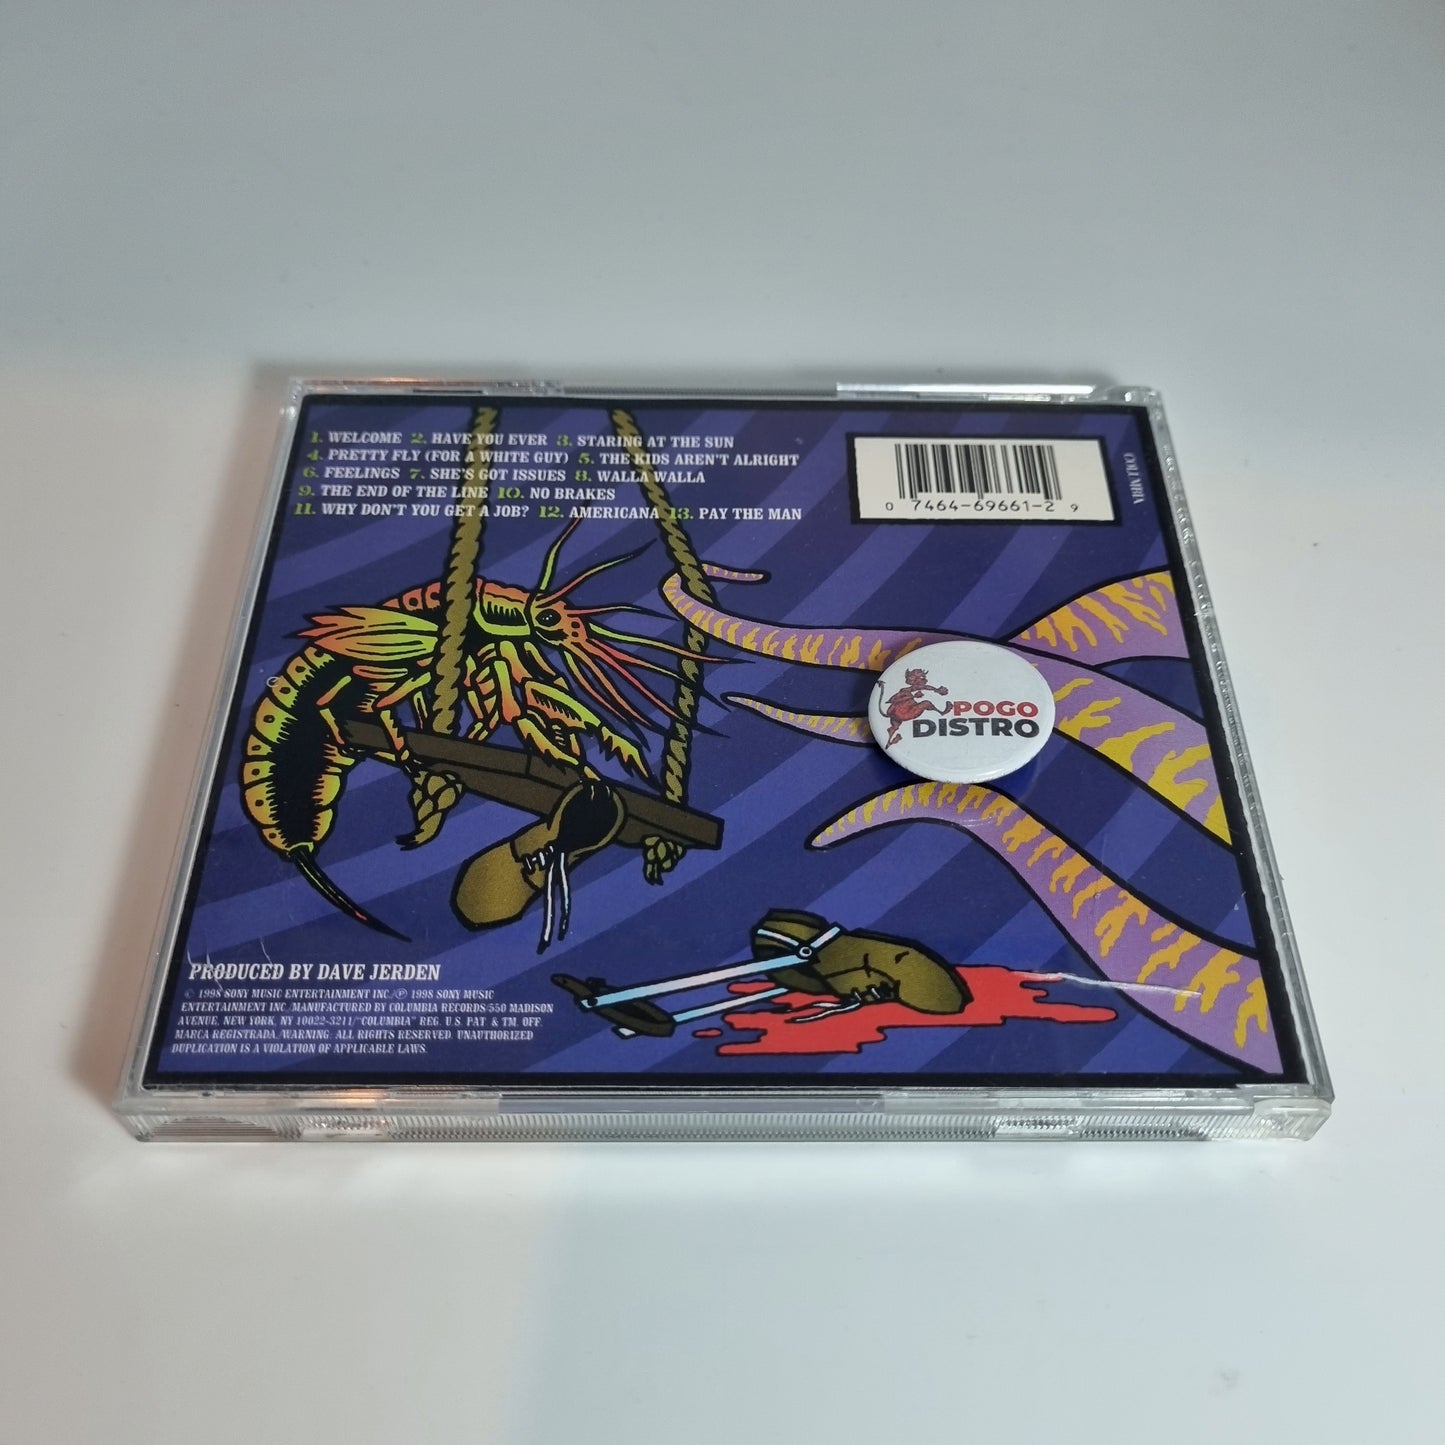 1. WELCOME 2. HAVE YOU EVER 3. STARING AT THE SUN
4. PRETTY FLY (FOR A WHITE GUY) 5. THE KIDS AREN'T ALRIGHT
6. FEELINGS 7. SHE'S GOT ISSUES 8. WALLA WALLA
9. THE END OF THE LINE 10. NO BRAKES
11. WHY DON'T YOU GET A JOB? 12. AMERICANA 13. PAY THE MAN
0 7464-69661-2 9
COLUMBIA
POGO
DISTRO
PRODUCED BY DAVE JERDEN
© 1998 SONY MUSIC ENTERTAINMENT INC./℗ 1998 SONY MUSIC
ENTERTAINMENT INC./MANUFACTURED BY COLUMBIA RECORDS/550 MADISON
AVENUE, NEW YORK, NY 10022-3211/"COLUMBIA" REG. U.S. PAT. & TM. OFF.
MARCA REGISTRADA./WARNING: ALL RIGHTS RESERVED. UNAUTHORIZED
DUPLICATION IS A VIOLATION OF APPLICABLE LAWS.